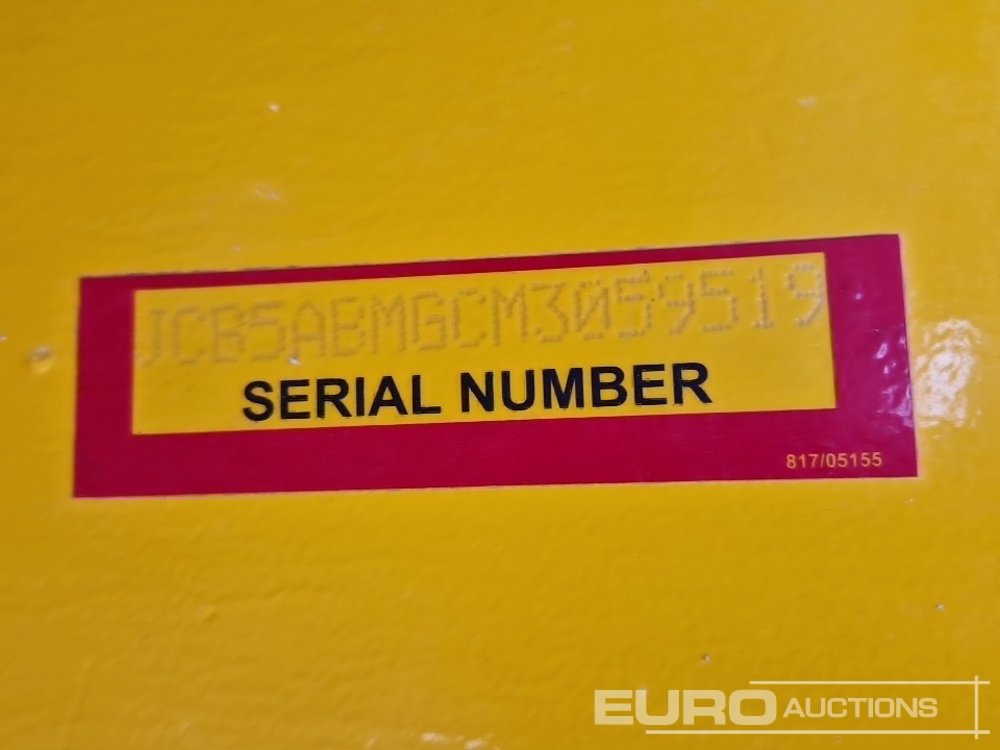 JCB5ABMGCM3059519
SERIAL NUMBER
817/05155
EURO AUCTIONS